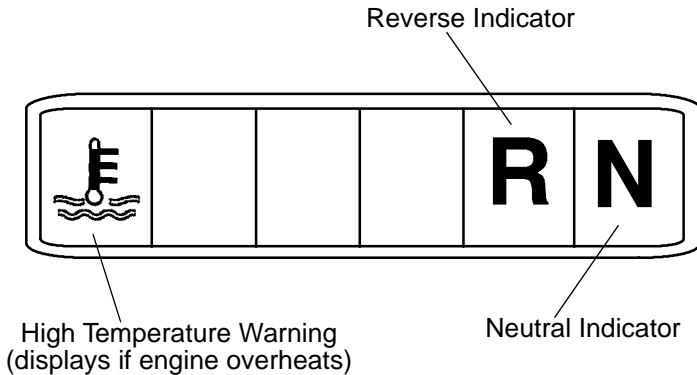 Reverse Indicator
R N
High Temperature Warning
(displays if engine overheats)
Neutral Indicator